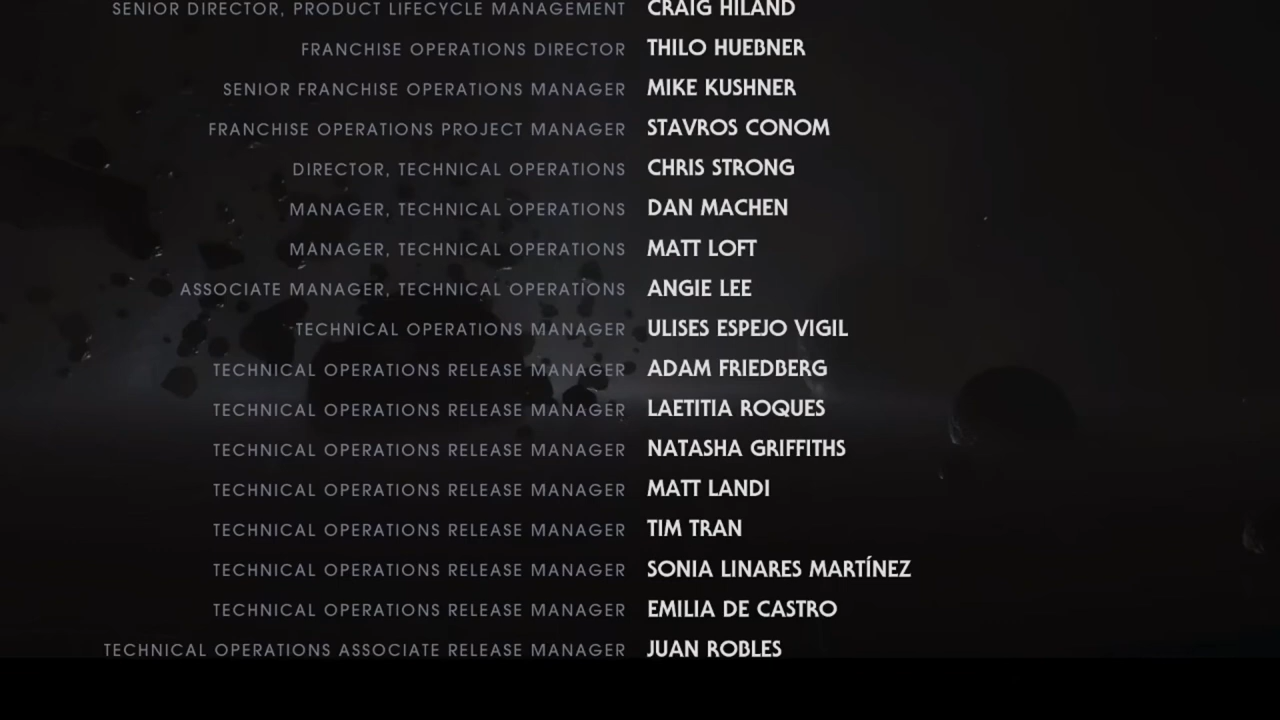 SENIOR DIRECTOR, PRODUCT LIFECYCLE MANAGEMENT CRAIG HILAND
FRANCHISE OPERATIONS DIRECTOR THILO HUEBNER
SENIOR FRANCHISE OPERATIONS MANAGER MIKE KUSHNER
FRANCHISE OPERATIONS PROJECT MANAGER STAVROS CONOM
DIRECTOR, TECHNICAL OPERATIONS CHRIS STRONG
MANAGER, TECHNICAL OPERATIONS DAN MACHEN
MANAGER, TECHNICAL OPERATIONS MATT LOFT
ASSOCIATE MANAGER, TECHNICAL OPERATIONS ANGIE LEE
TECHNICAL OPERATIONS MANAGER ULISES ESPEJO VIGIL
TECHNICAL OPERATIONS RELEASE MANAGER ADAM FRIEDBERG
TECHNICAL OPERATIONS RELEASE MANAGER LAETITIA ROQUES
TECHNICAL OPERATIONS RELEASE MANAGER NATASHA GRIFFITHS
TECHNICAL OPERATIONS RELEASE MANAGER MATT LANDI
TECHNICAL OPERATIONS RELEASE MANAGER TIM TRAN
TECHNICAL OPERATIONS RELEASE MANAGER SONIA LINARES MARTÍNEZ
TECHNICAL OPERATIONS RELEASE MANAGER EMILIA DE CASTRO
TECHNICAL OPERATIONS ASSOCIATE RELEASE MANAGER JUAN ROBLES